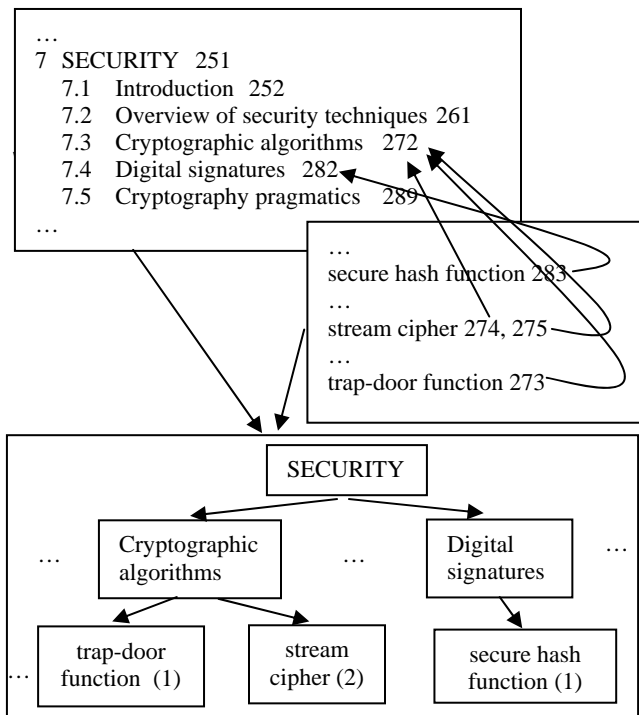 …
7 SECURITY 251
7.1 Introduction 252
7.2 Overview of security techniques 261
7.3 Cryptographic algorithms 272
7.4 Digital signatures 282
7.5 Cryptography pragmatics 289
…
…
secure hash function 283
…
stream cipher 274, 275
…
trap-door function 273
SECURITY
…
Cryptographic
algorithms
…
Digital
signatures
…
…
trap-door
function (1)
stream
cipher (2)
secure hash
function (1)